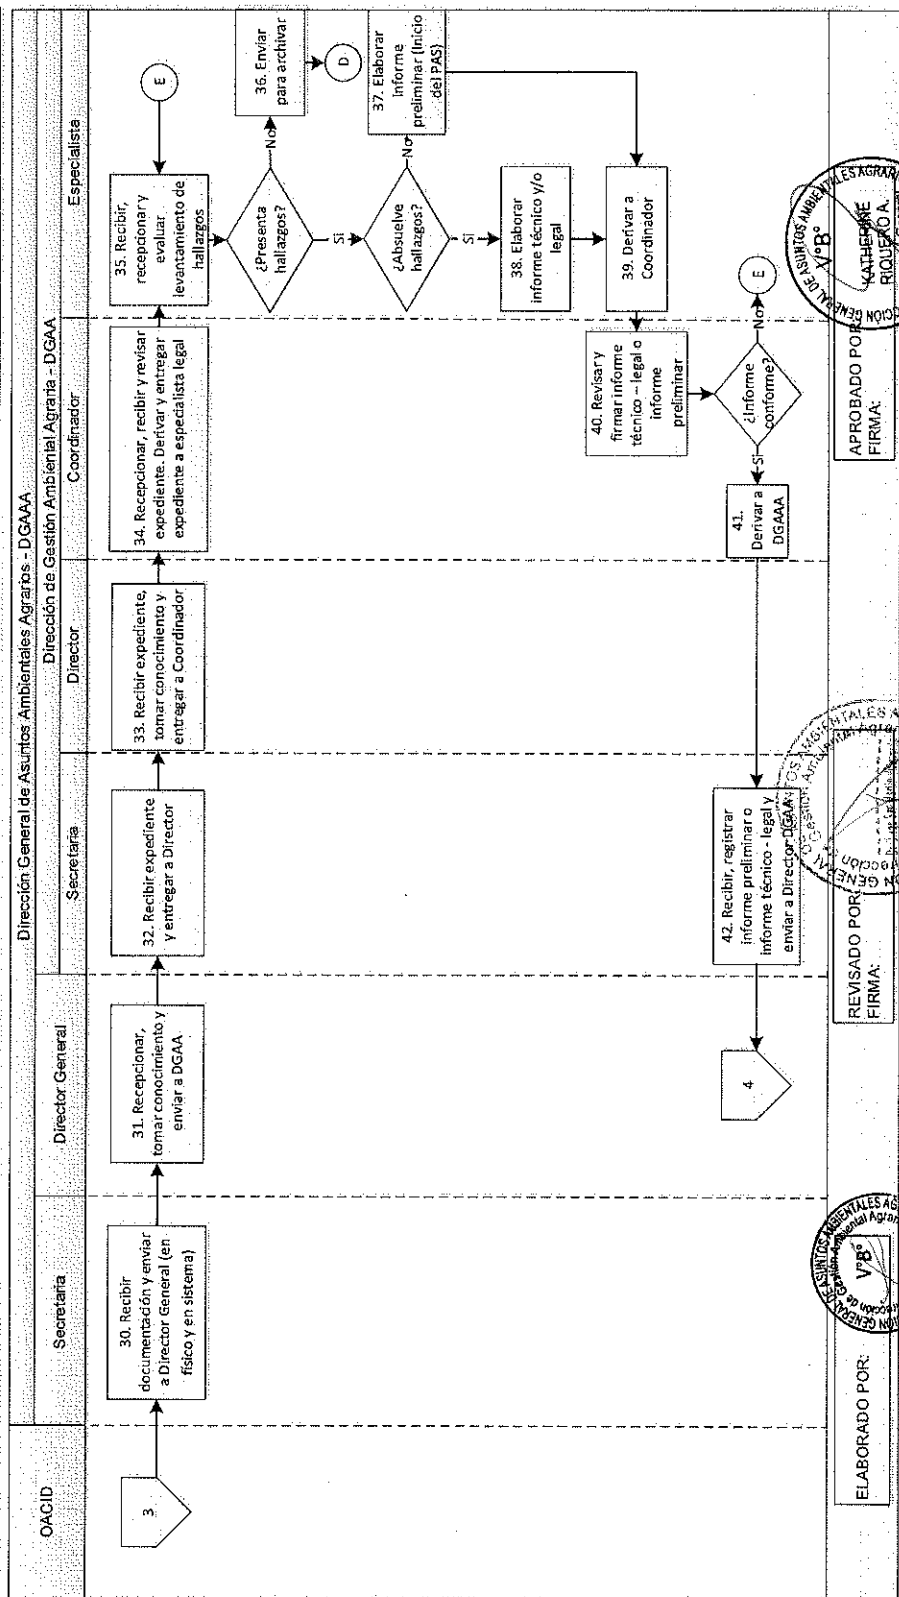 Dirección General de Asuntos Ambientales Agrarios - DGAAA
Dirección de Gestión Ambiental Agraria - DGAA
OACID
Secretaria
Director General
Secretaria
Director
Coordinador
Especialista
3
30. Recibir
documentación y enviar
a Director General (en
físico y en sistema)
31. Recepcionar,
tomar conocimiento y
enviar a DGAA
32. Recibir expediente
y entregar a Director
33. Recibir expediente,
tomar conocimiento y
entregar a Coordinador
34. Recepcionar, recibir y revisar
expediente. Derivar y entregar
expediente a especialista legal
35. Recibir,
recepcionar y
evaluar
levantamiento de
hallazgos
E
¿Presenta
hallazgos?
No
36. Enviar
para archivar
D
Si
¿Absuelve
hallazgos?
No
37. Elaborar
Informe
preliminar (Inicio
del PAS)
Si
38. Elaborar
informe técnico y/o
legal
39. Derivar a
Coordinador
40. Revisar y
firmar informe
técnico – legal o
informe
preliminar
¿Informe
conforme?
No
E
Si
41.
Derivar a
DGAAA
42. Recibir, registrar
informe preliminar o
informe técnico - legal y
enviar a Director DGAA
4
ELABORADO POR:
V°B°
REVISADO POR:
FIRMA:
APROBADO POR:
FIRMA:
V°B°
KATHERINE
RIQUERO A.